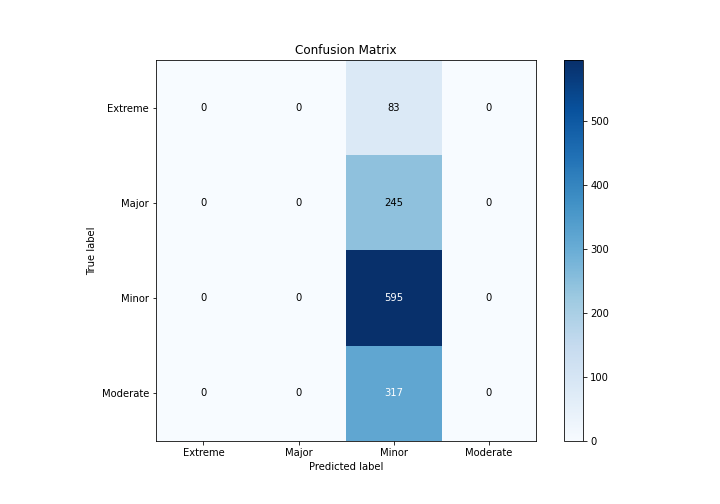 Confusion Matrix
Extreme 0 0 83 0
Major 0 0 245 0
Minor 0 0 595 0
Moderate 0 0 317 0
Extreme Major Minor Moderate
Predicted label
True label
500
400
300
200
100
0